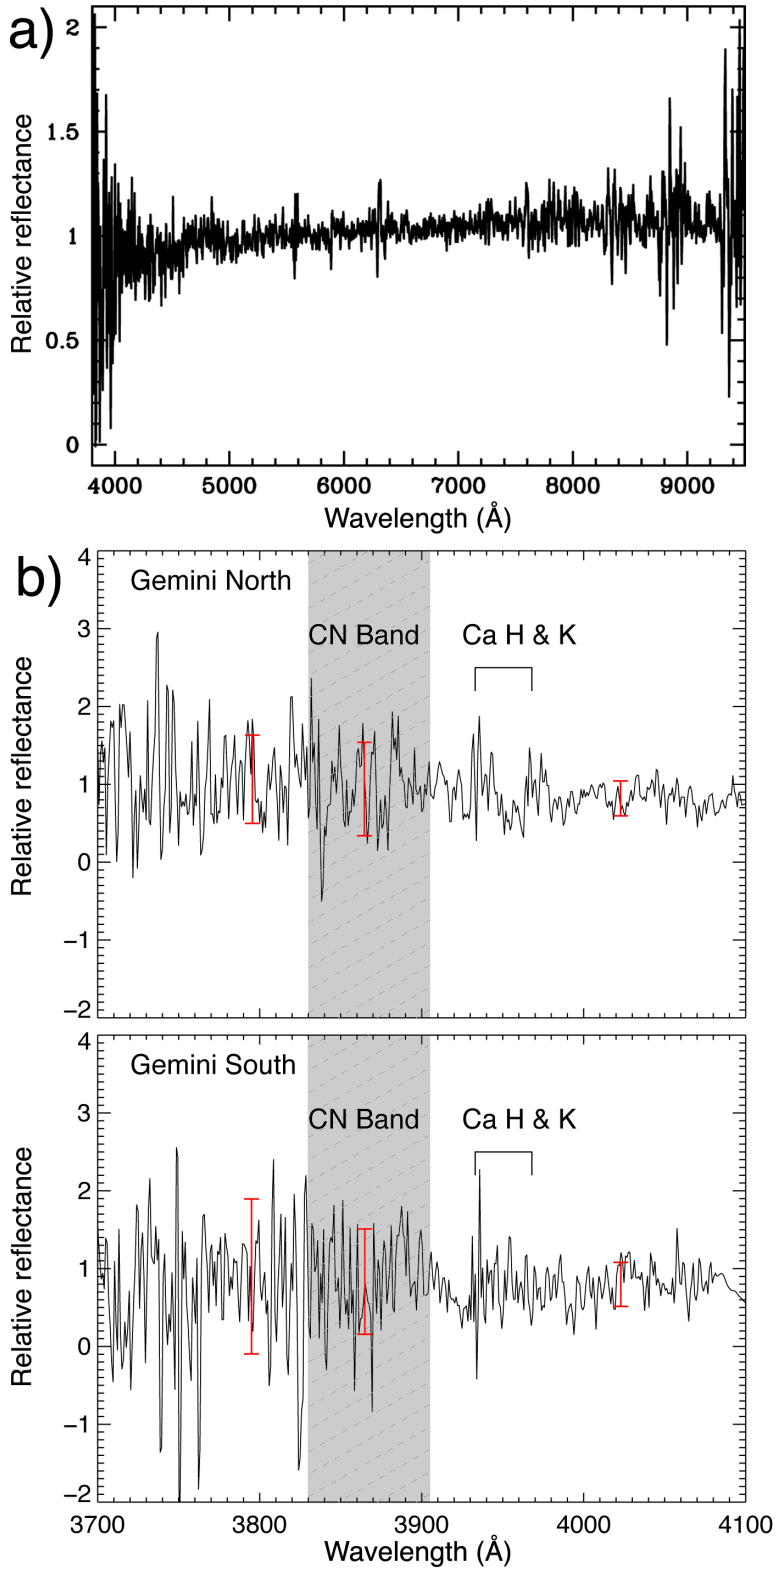 a)
2
1.5
1
0.5
0
Relative reflectance
4000 5000 6000 7000 8000 9000
Wavelength (Å)
b)
4
3
2
1
0
−1
−2
Relative reflectance
Gemini North
CN Band
Ca H & K
4
3
2
1
0
−1
−2
Relative reflectance
Gemini South
CN Band
Ca H & K
3700 3800 3900 4000 4100
Wavelength (Å)